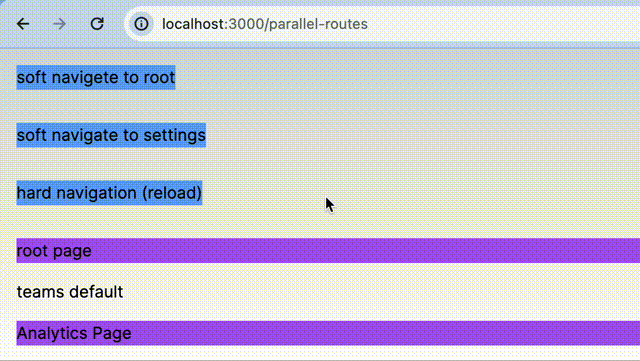 localhost:3000/parallel-routes
soft navigete to root
soft navigate to settings
hard navigation (reload)
root page
teams default
Analytics Page